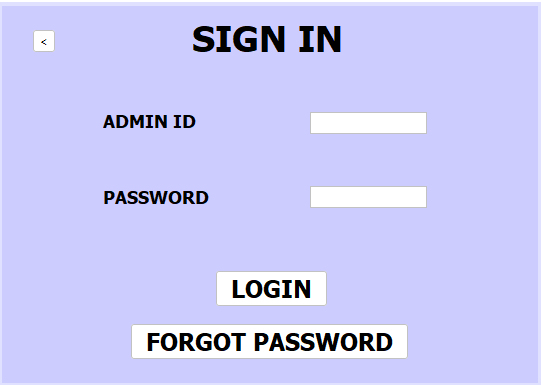 <
SIGN IN
ADMIN ID
PASSWORD
LOGIN
FORGOT PASSWORD